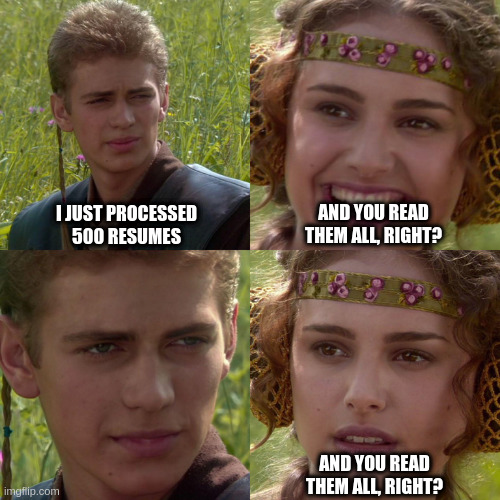 I JUST PROCESSED
500 RESUMES
AND YOU READ
THEM ALL, RIGHT?
AND YOU READ
THEM ALL, RIGHT?
imgflip.com